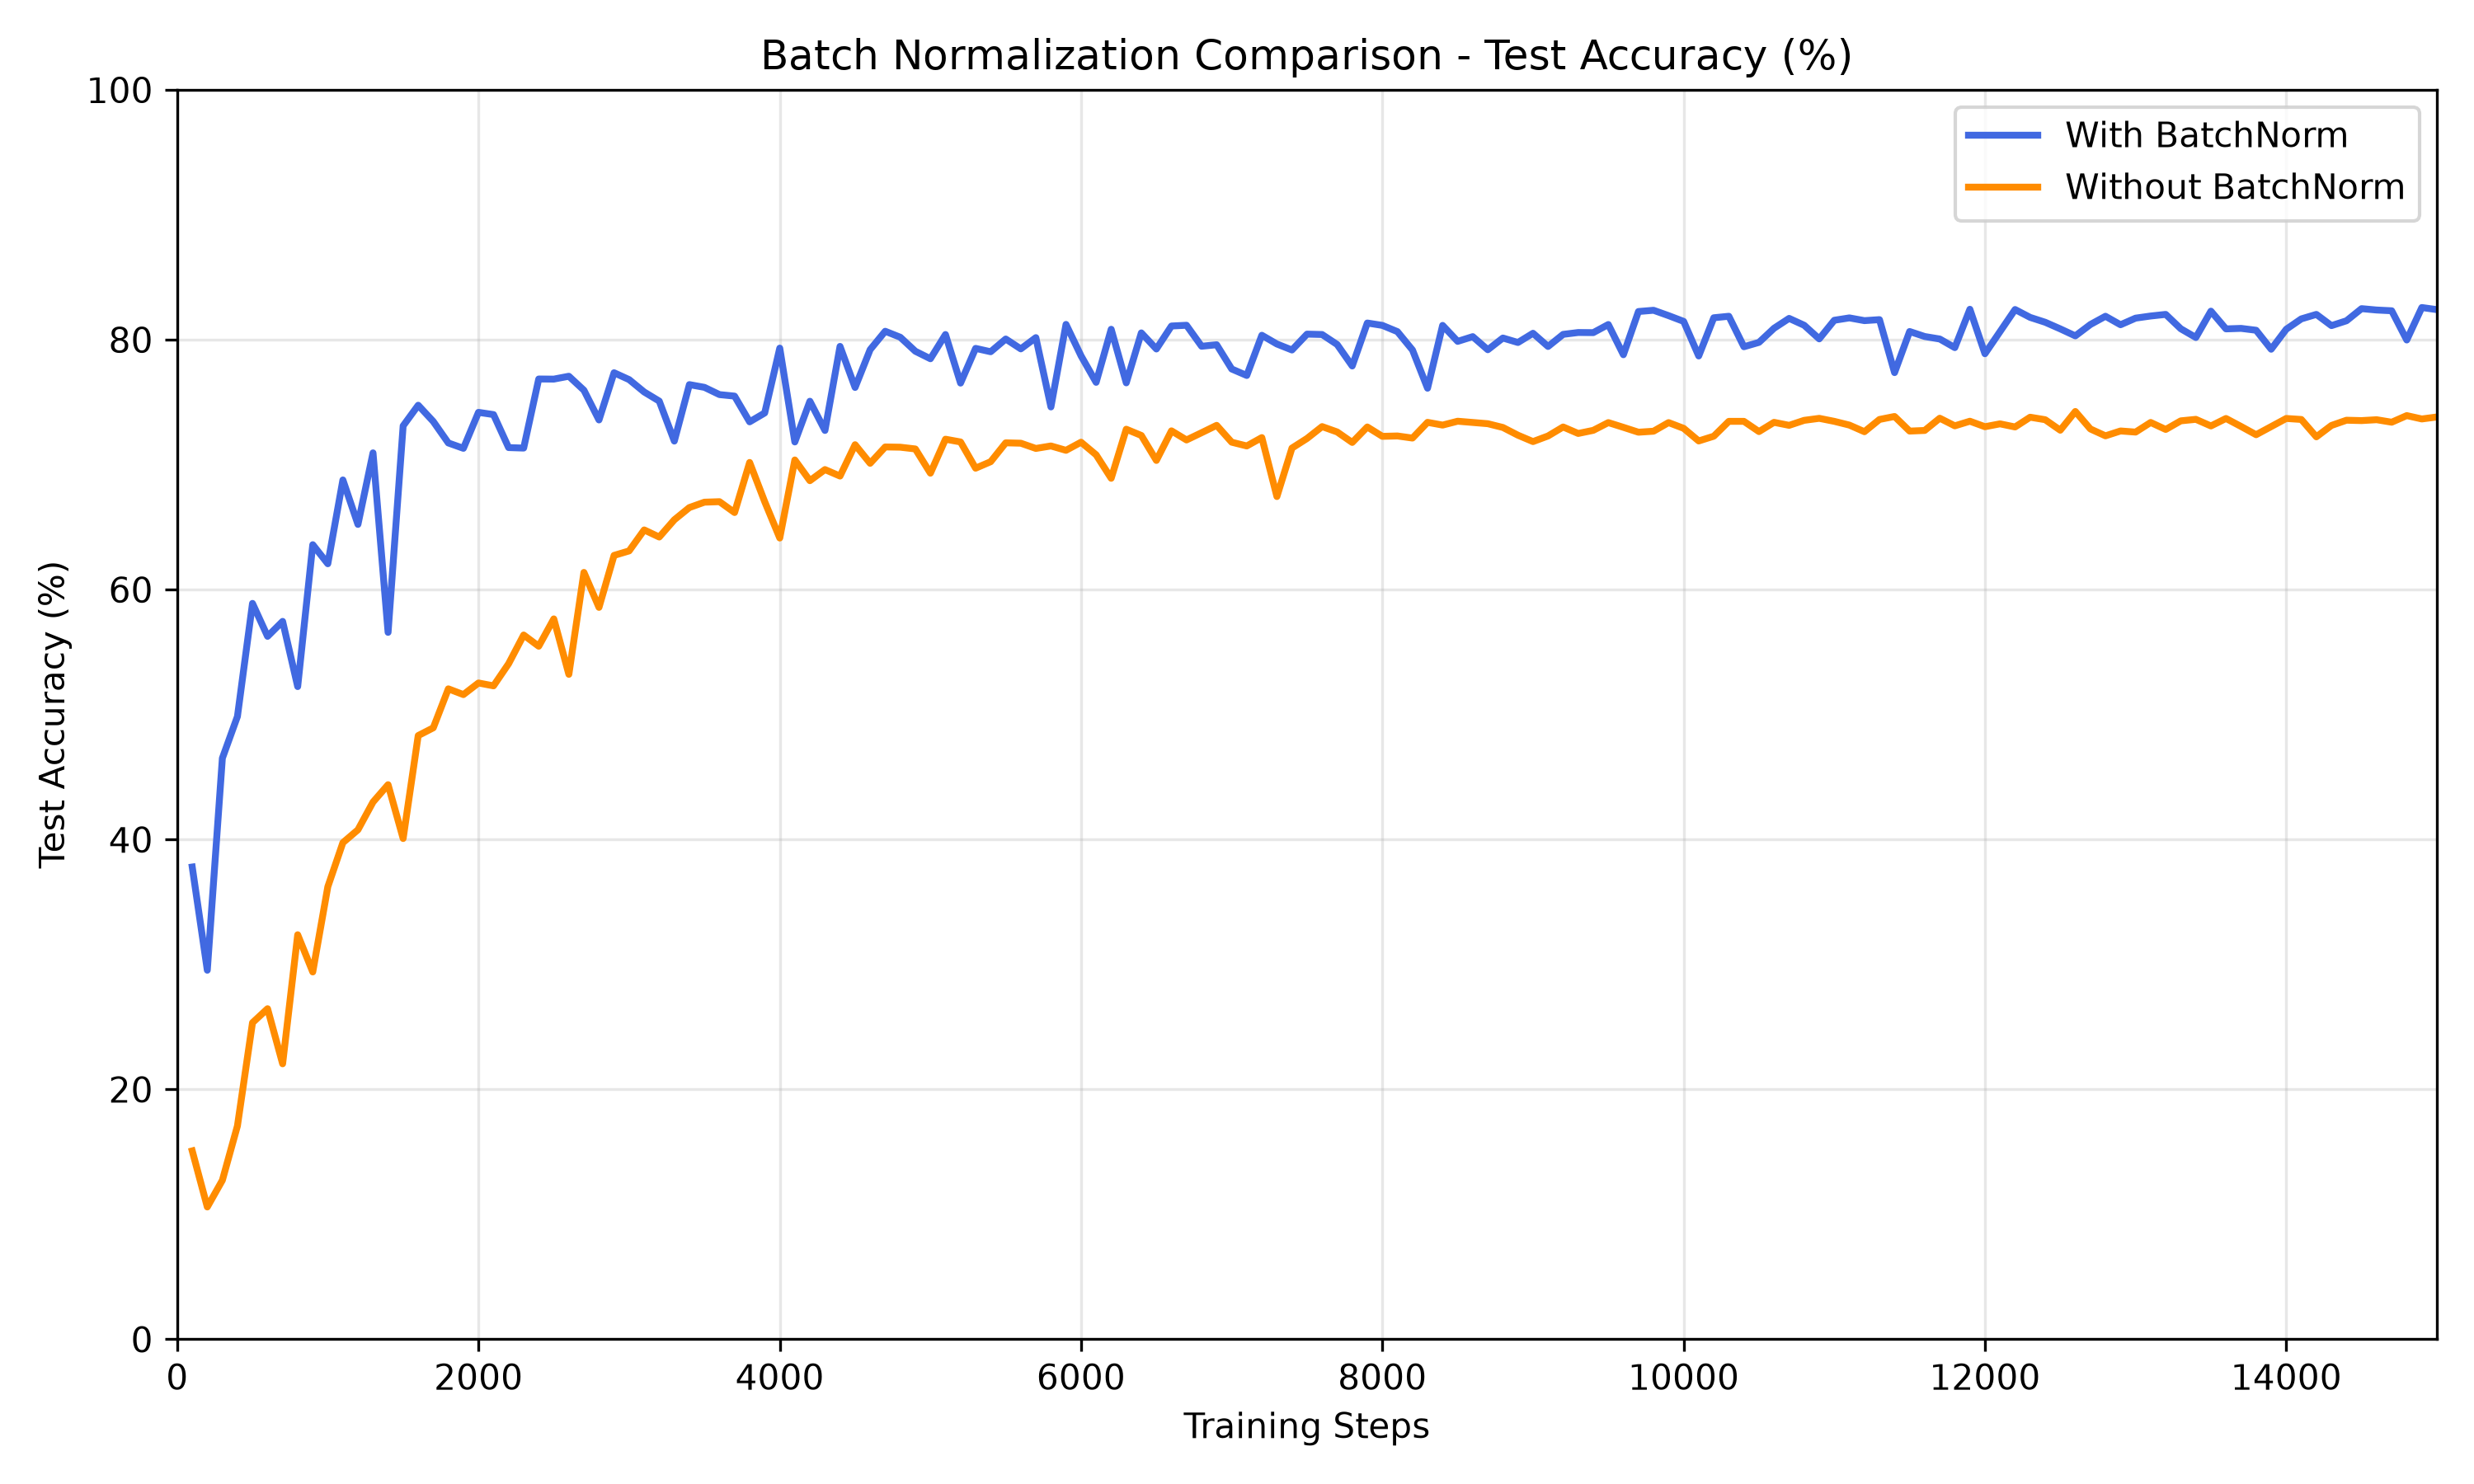 Batch Normalization Comparison - Test Accuracy (%)
With BatchNorm
Without BatchNorm
Test Accuracy (%)
100
80
60
40
20
0
0 2000 4000 6000 8000 10000 12000 14000
Training Steps